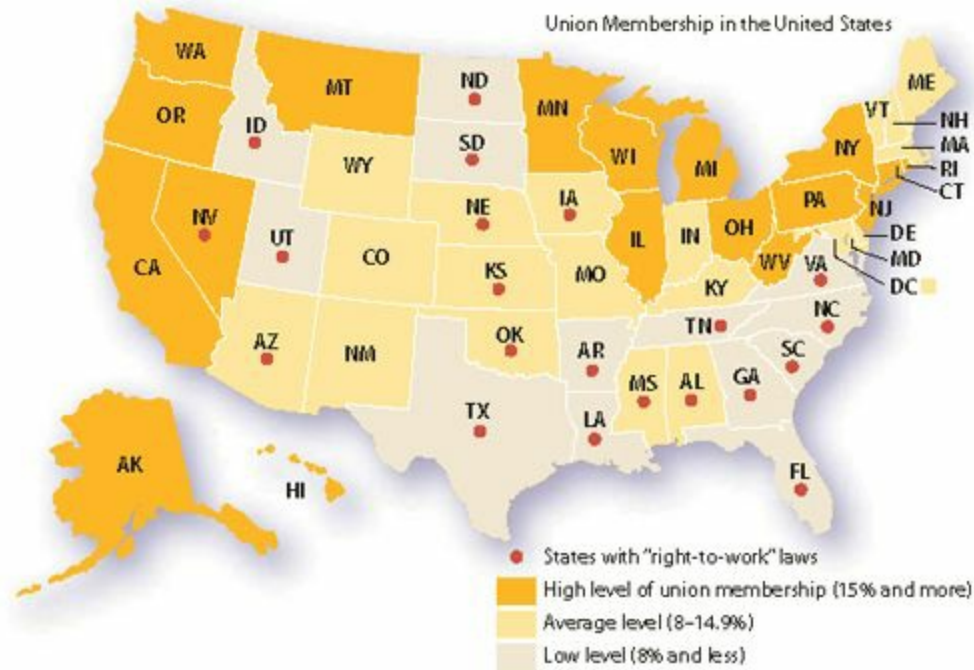 Union Membership in the United States
WA
MT
ND
MN
ME
VT
NH
OR
ID
SD
WI
MI
NY
MA
RI
CT
WY
IA
PA
NJ
NV
NE
IL
IN
OH
DE
UT
CO
WV
MD
CA
KS
MO
KY
VA
DC
AZ
NM
OK
TN
NC
AR
SC
MS
AL
GA
TX
LA
AK
HI
FL
States with "right-to-work" laws
High level of union membership (15% and more)
Average level (8–14.9%)
Low level (8% and less)